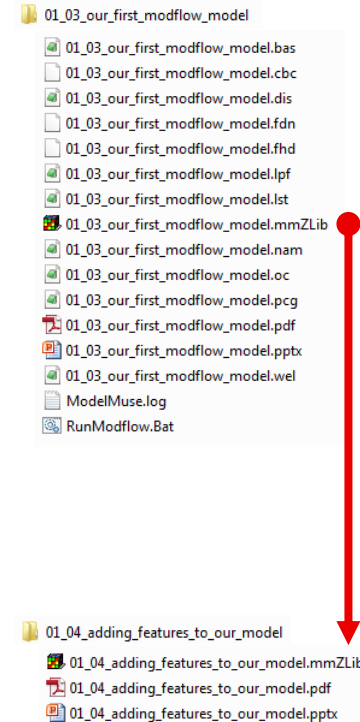 01_03_our_first_modflow_model
01_03_our_first_modflow_model.bas
01_03_our_first_modflow_model.cbc
01_03_our_first_modflow_model.dis
01_03_our_first_modflow_model.fdn
01_03_our_first_modflow_model.fhd
01_03_our_first_modflow_model.lpf
01_03_our_first_modflow_model.lst
01_03_our_first_modflow_model.mmZLib
01_03_our_first_modflow_model.nam
01_03_our_first_modflow_model.oc
01_03_our_first_modflow_model.pcg
01_03_our_first_modflow_model.pdf
01_03_our_first_modflow_model.pptx
01_03_our_first_modflow_model.wel
ModelMuse.log
RunModflow.Bat
01_04_adding_features_to_our_model
01_04_adding_features_to_our_model.mmZLib
01_04_adding_features_to_our_model.pdf
01_04_adding_features_to_our_model.pptx